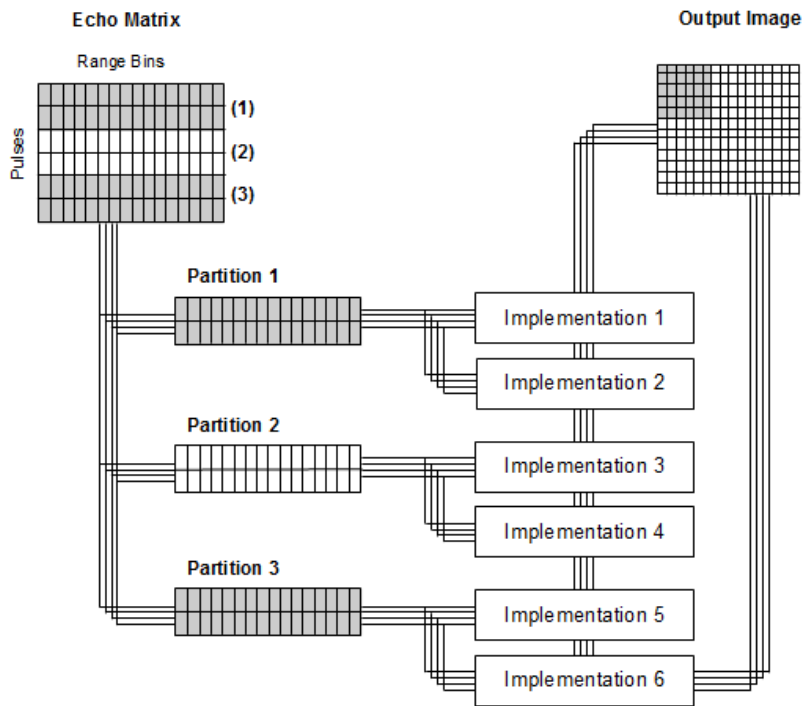 Echo Matrix
Output Image
Range Bins
Pulses
(1)
(2)
(3)
Partition 1
Implementation 1
Implementation 2
Partition 2
Implementation 3
Implementation 4
Partition 3
Implementation 5
Implementation 6